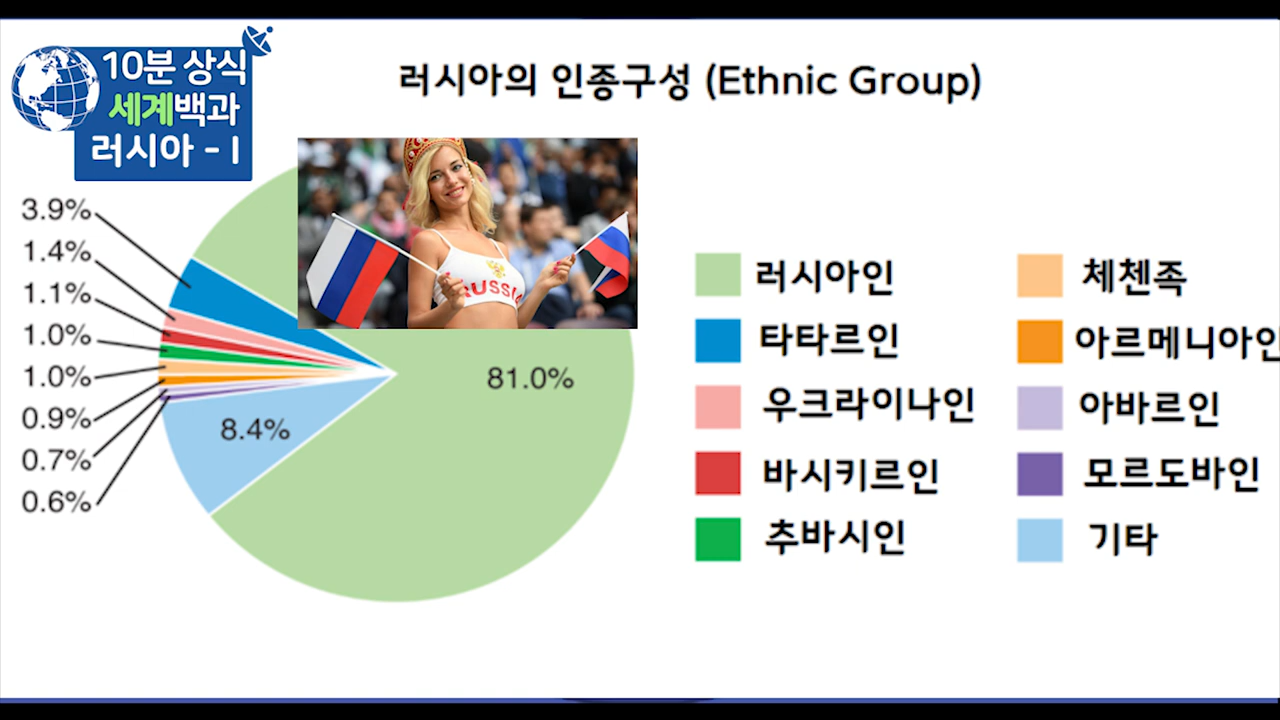 10분 상식
세계백과
러시아 - I
러시아의 인종구성 (Ethnic Group)
RUSSI
3.9%
1.4%
1.1%
1.0%
1.0%
0.9%
0.7%
0.6%
81.0%
8.4%
러시아인
타타르인
우크라이나인
바시키르인
추바시인
체첸족
아르메니아인
아바르인
모르도바인
기타